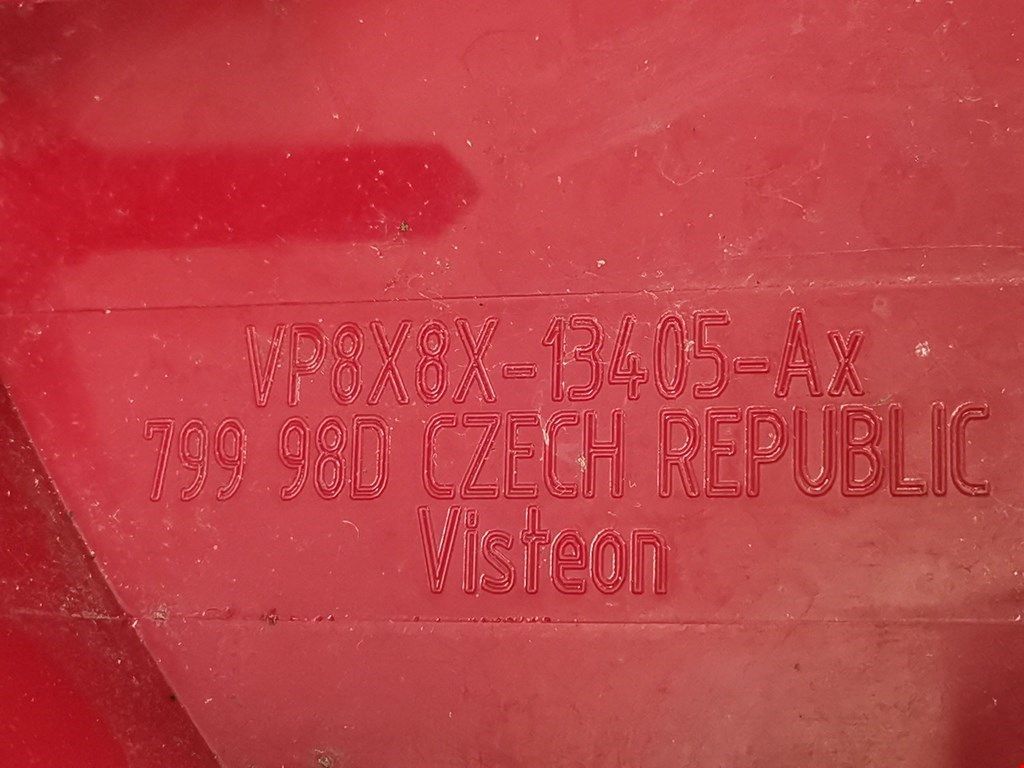 VP8X8X-13405-Ax
799 98D CZECH REPUBLIC
Visteon